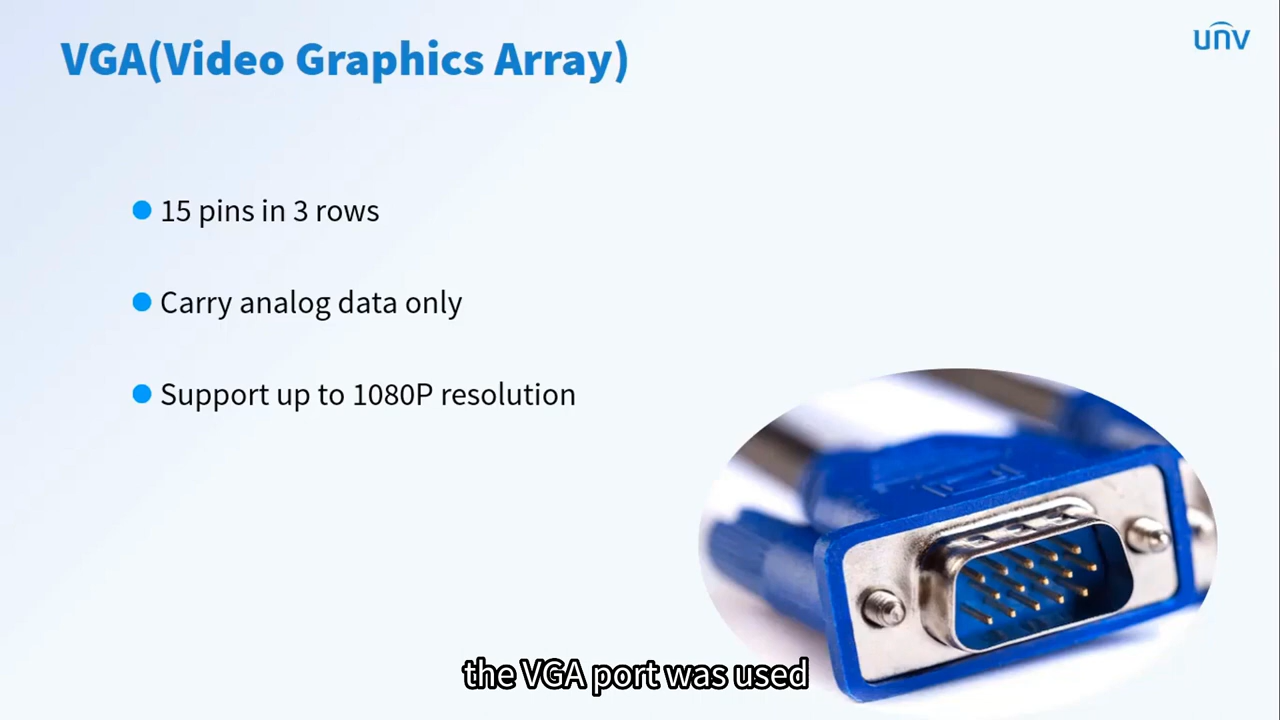 VGA(Video Graphics Array)
unv
15 pins in 3 rows
Carry analog data only
Support up to 1080P resolution
the VGA port was used